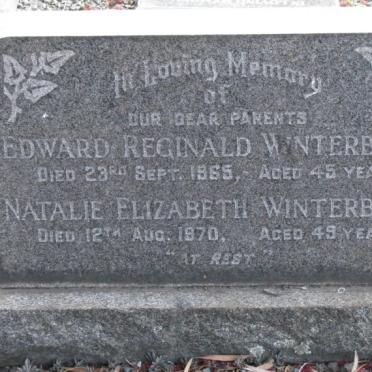 In Loving Memory
of
OUR DEAR PARENTS
EDWARD REGINALD WINTERB
DIED 23RD SEPT. 1965, AGED 45 YEA
NATALIE ELIZABETH WINTERB
DIED 12TH AUG. 1970, AGED 49 YEA
"AT REST"